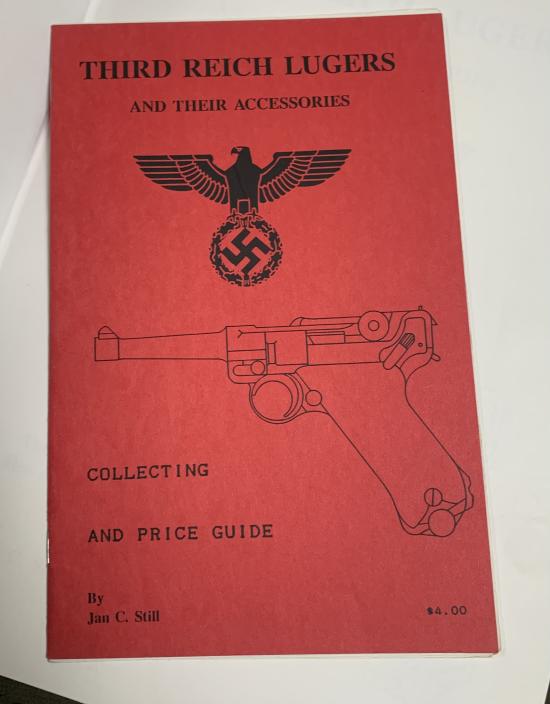 THIRD REICH LUGERS
AND THEIR ACCESSORIES
COLLECTING
AND PRICE GUIDE
By
Jan C. Still
$4.00